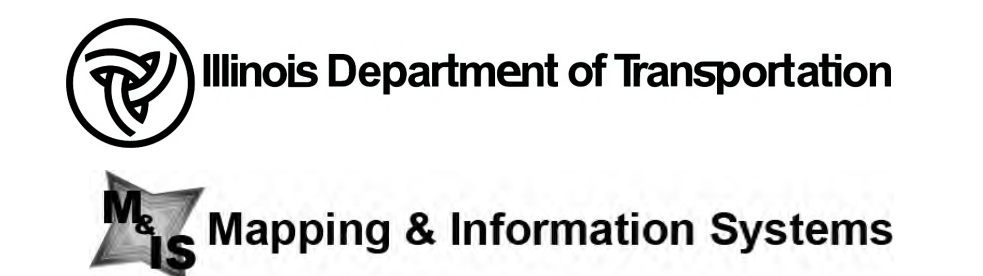 Illinois Department of Transportation
M&IS Mapping & Information Systems